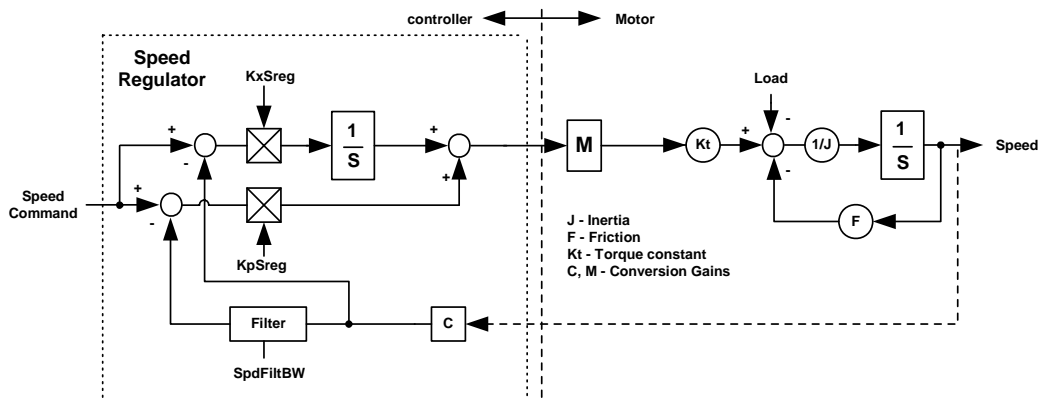 controller
Motor
Speed
Regulator
KxSreg
Load
+
-
1
S
+
+
M
Kt
+
-
-
1/J
1
S
Speed
Speed
Command
+
-
KpSreg
F
J - Inertia
F - Friction
Kt - Torque constant
C, M - Conversion Gains
Filter
C
SpdFiltBW